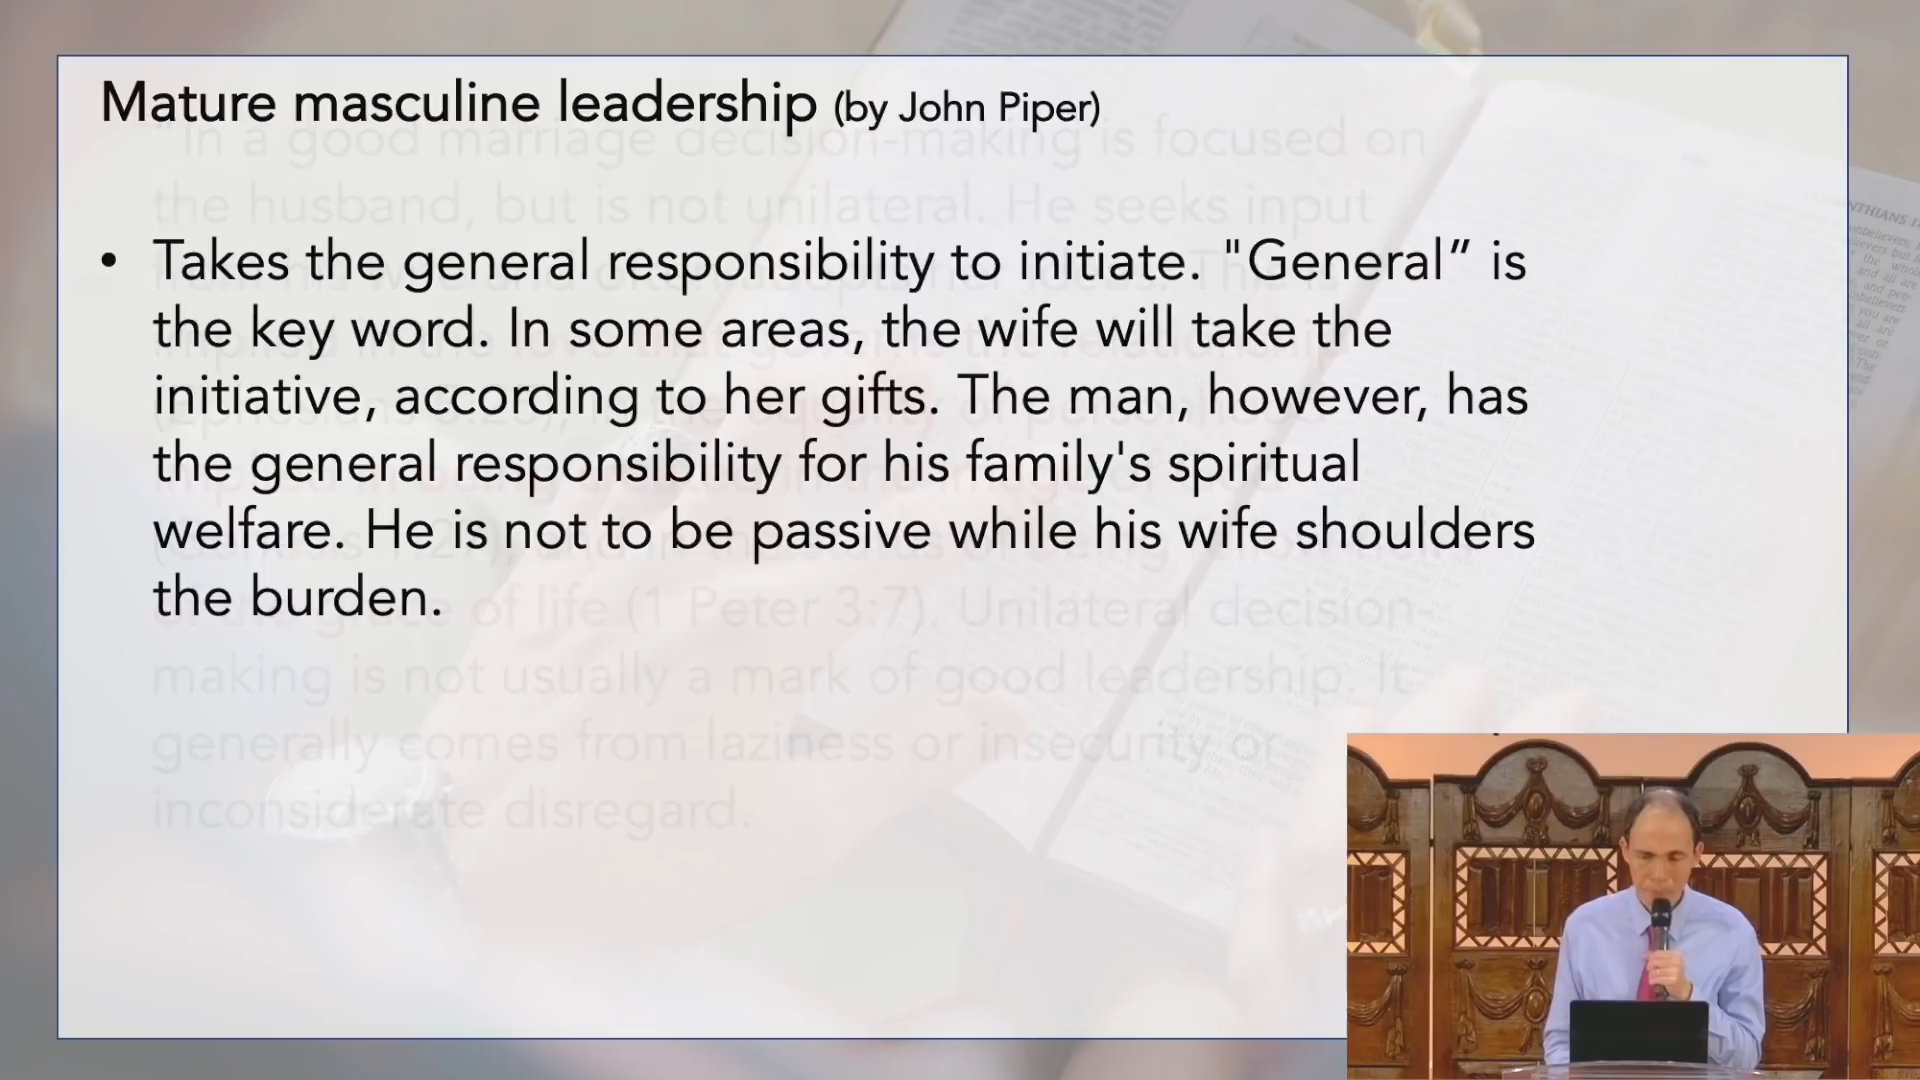 Mature masculine leadership (by John Piper)
"In a good marriage decision-making is focused on
the husband, but is not unilateral. He seeks input
• Takes the general responsibility to initiate. "General” is
the key word. In some areas, the wife will take the
initiative, according to her gifts. The man, however, has
the general responsibility for his family's spiritual
welfare. He is not to be passive while his wife shoulders
the burden.
of life (1 Peter 3:7). Unilateral decision-
making is not usually a mark of good leadership. It
generally comes from laziness or insecurity or
inconsiderate disregard.